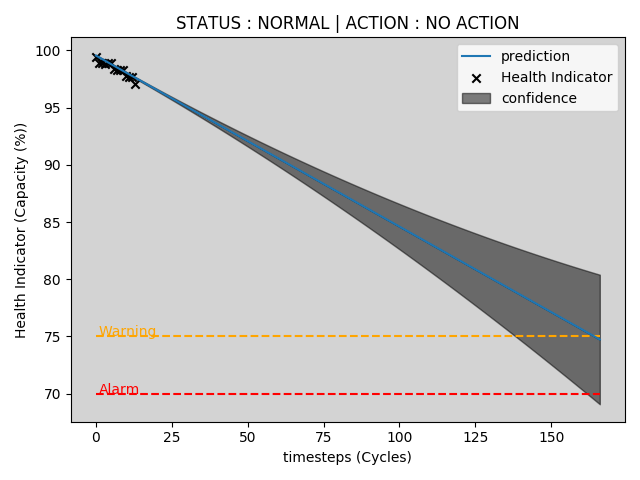 STATUS : NORMAL | ACTION : NO ACTION
prediction
Health Indicator
confidence
Health Indicator (Capacity (%))
100
95
90
85
80
75
70
Warning
Alarm
0
25
50
75
100
125
150
timesteps (Cycles)